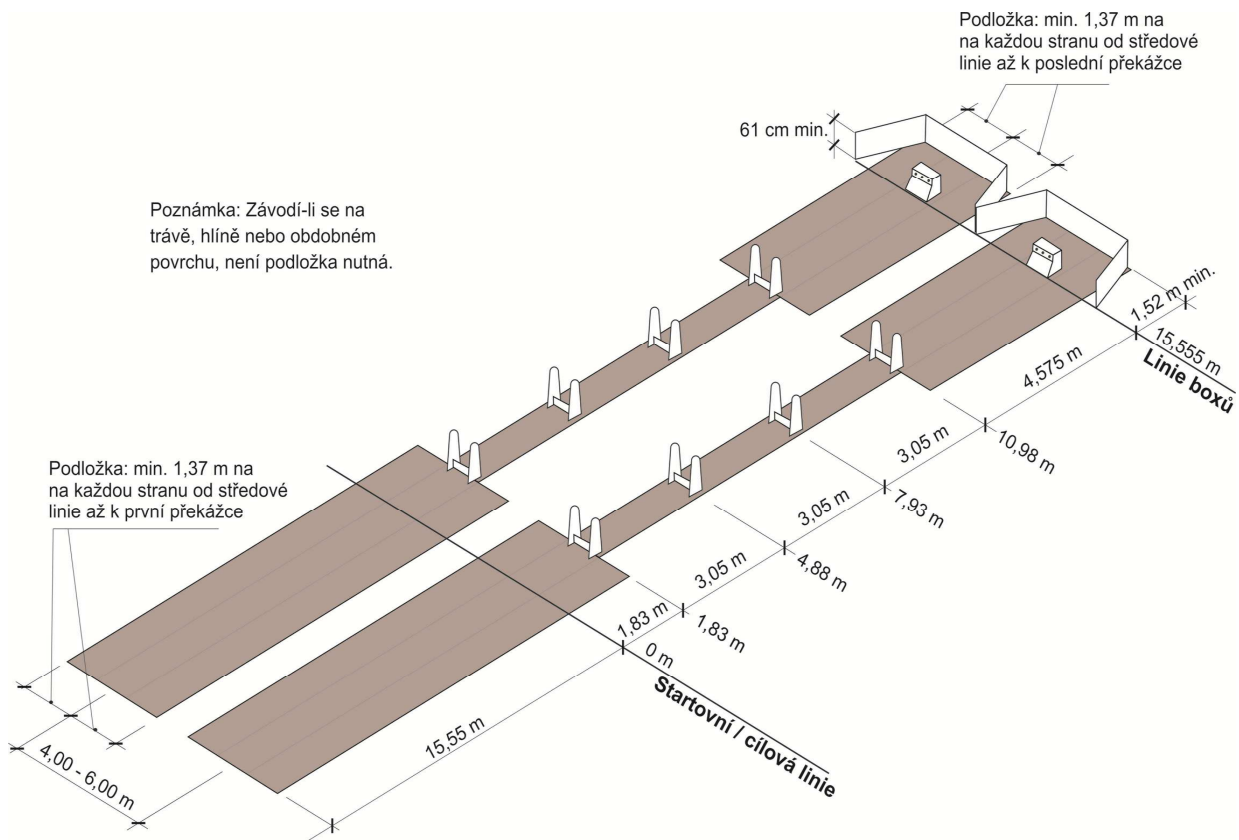 Podložka: min. 1,37 m na
na každou stranu od středové
linie až k poslední překážce
61 cm min.
Poznámka: Závodí-li se na
trávě, hlíně nebo obdobném
povrchu, není podložka nutná.
1,52 m min.
15,555 m
Linie boxů
4,575 m
10,98 m
3,05 m
7,93 m
3,05 m
4,88 m
3,05 m
1,83 m
1,83 m
0 m
Startovní / cílová linie
Podložka: min. 1,37 m na
na každou stranu od středové
linie až k první překážce
15,55 m
4,00 - 6,00 m